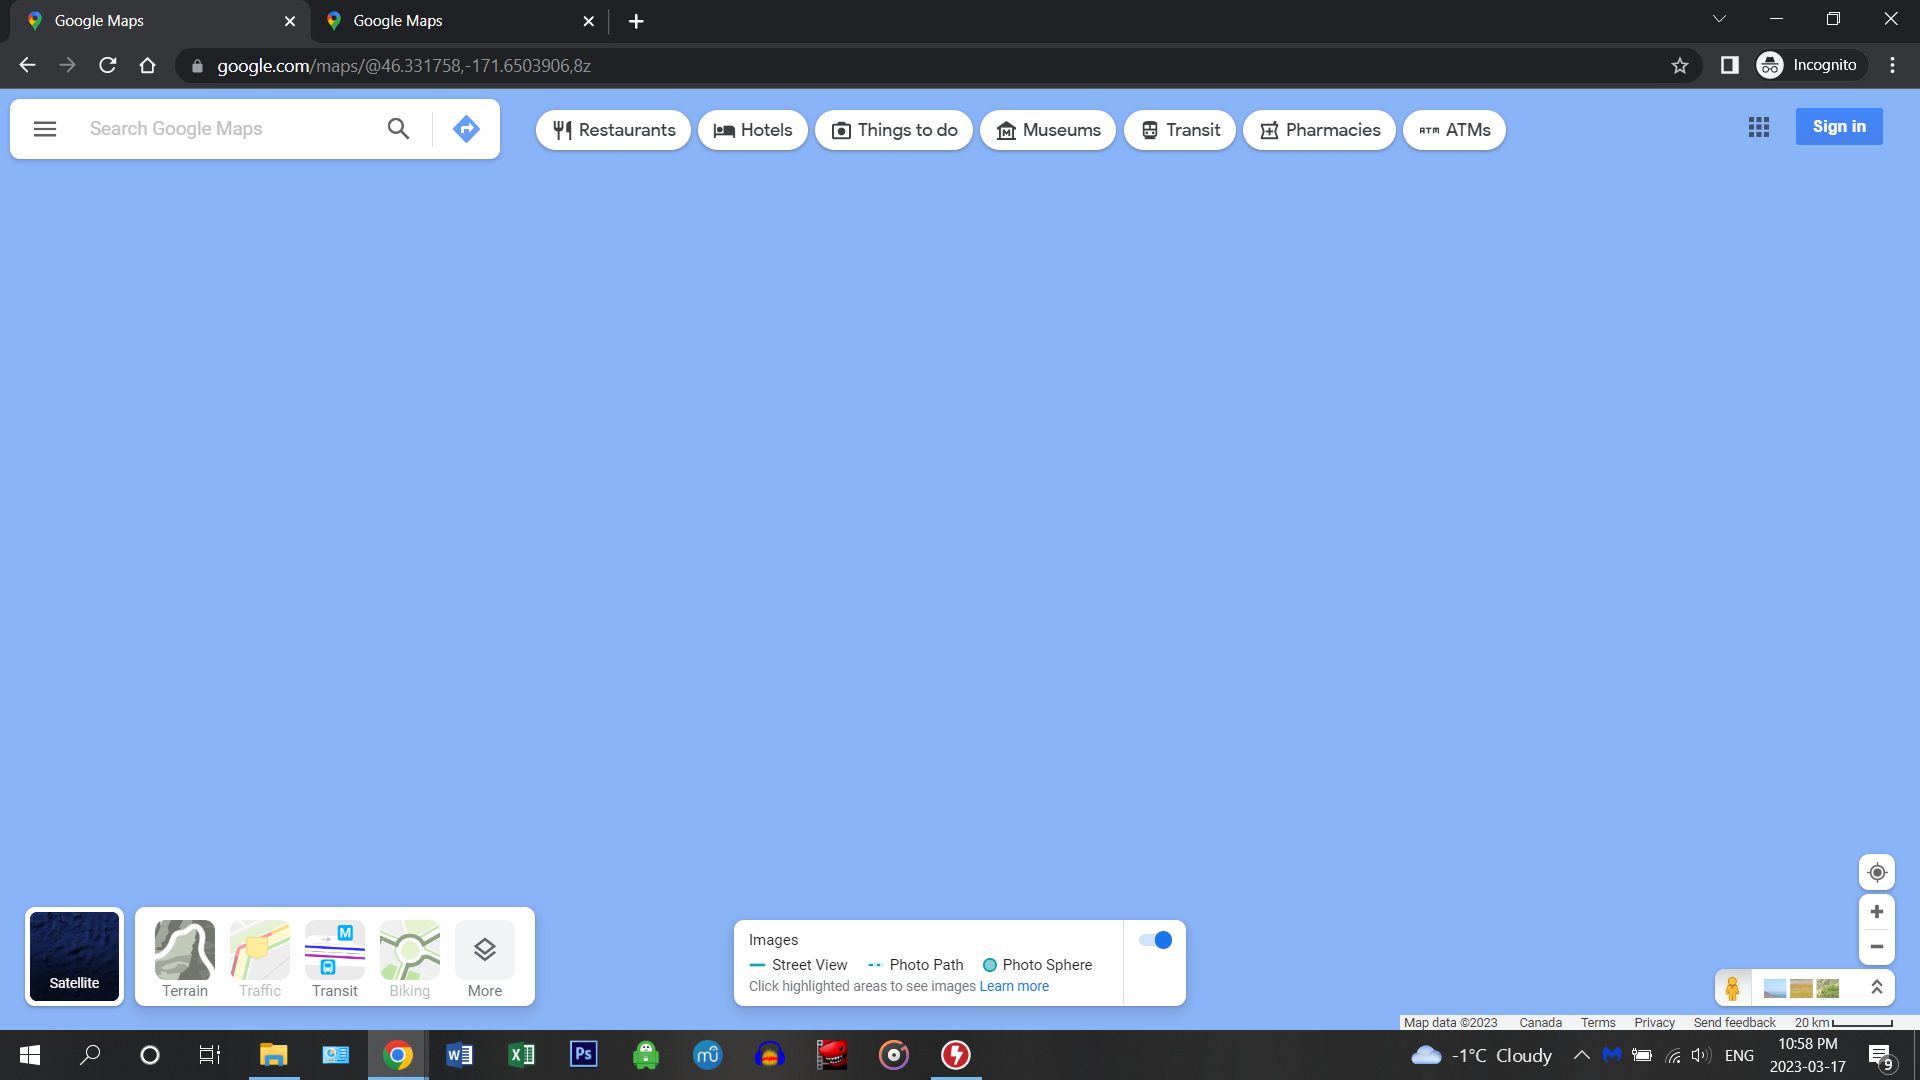 Google Maps
Google Maps
google.com/maps/@46.331758,-171.6503906,8z
Incognito
Search Google Maps
Restaurants
Hotels
Things to do
Museums
Transit
Pharmacies
ATM ATMs
Sign in
Satellite
Terrain
Traffic
M
Transit
Biking
More
Images
Street View Photo Path Photo Sphere
Click highlighted areas to see images Learn more
Map data ©2023 Canada Terms Privacy Send feedback 20 km
W
X
Ps
mu
-1°C Cloudy
ENG
10:58 PM
2023-03-17
9